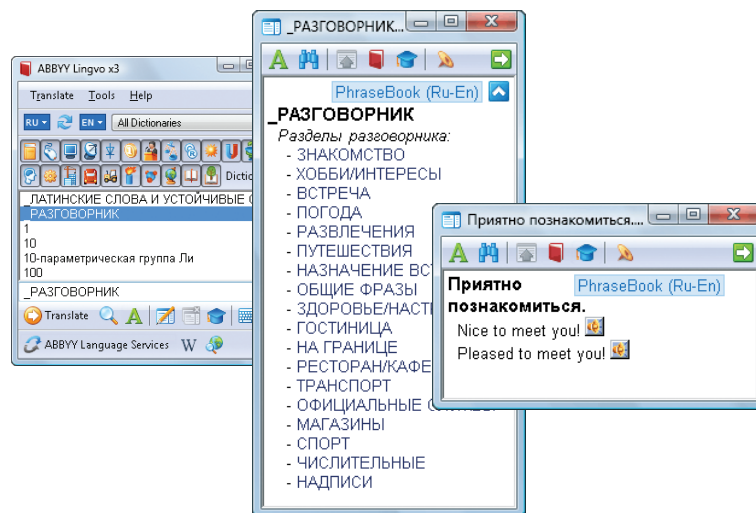 ABBYY Lingvo x3
Translate Tools Help
RU EN All Dictionaries
Dictio
_ЛАТИНСКИЕ СЛОВА И УСТОЙЧИВЫЕ
_РАЗГОВОРНИК
1
10
10-параметрическая группа Ли
100
_РАЗГОВОРНИК
Translate
ABBYY Language Services W
_РАЗГОВОРНИК...
PhraseBook (Ru-En)
_РАЗГОВОРНИК
Разделы разговорника:
- ЗНАКОМСТВО
- ХОББИ/ИНТЕРЕСЫ
- ВСТРЕЧА
- ПОГОДА
- РАЗВЛЕЧЕНИЯ
- ПУТЕШЕСТВИЯ
- НАЗНАЧЕНИЕ ВС
- ОБЩИЕ ФРАЗЫ
- ЗДОРОВЬЕ/НАСТ
- ГОСТИНИЦА
- НА ГРАНИЦЕ
- РЕСТОРАН/КАФЕ
- ТРАНСПОРТ
- ОФИЦИАЛЬНЫЕ
- МАГАЗИНЫ
- СПОРТ
- ЧИСЛИТЕЛЬНЫЕ
- НАДПИСИ
Приятно познакомиться....
Приятно PhraseBook (Ru-En)
познакомиться.
Nice to meet you!
Pleased to meet you!